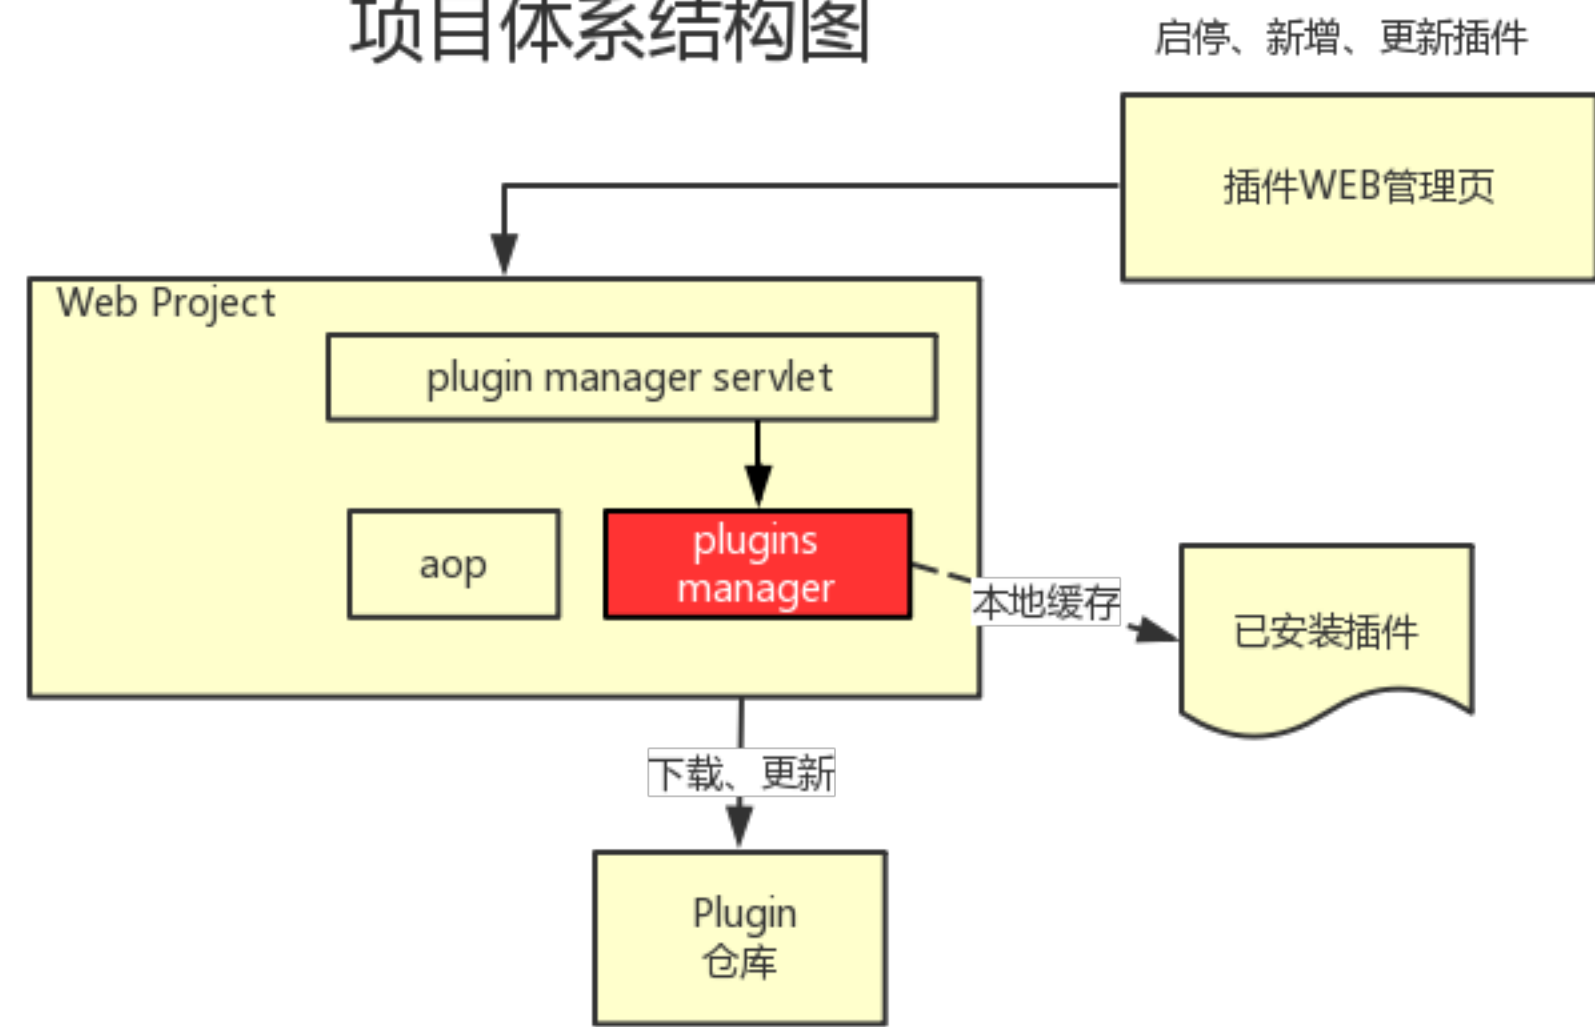 项目体系结构图
启停、新增、更新插件
插件WEB管理页
Web Project
plugin manager servlet
aop
plugins
manager
本地缓存
已安装插件
下载、更新
Plugin
仓库